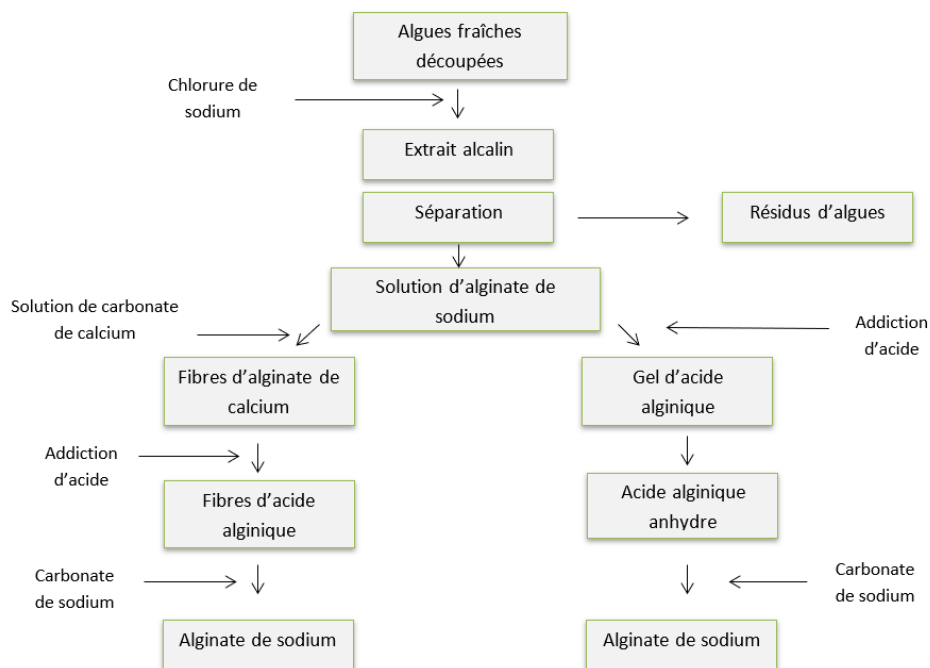 Algues fraîches
découpées
Chlorure de
sodium
Extrait alcalin
Séparation
Résidus d'algues
Solution d'alginate de
sodium
Solution de carbonate
de calcium
Addiction
d'acide
Fibres d'alginate de
calcium
Gel d'acide
alginique
Addiction
d'acide
Fibres d'acide
alginique
Acide alginique
anhydre
Carbonate
de sodium
Carbonate
de sodium
Alginate de sodium
Alginate de sodium